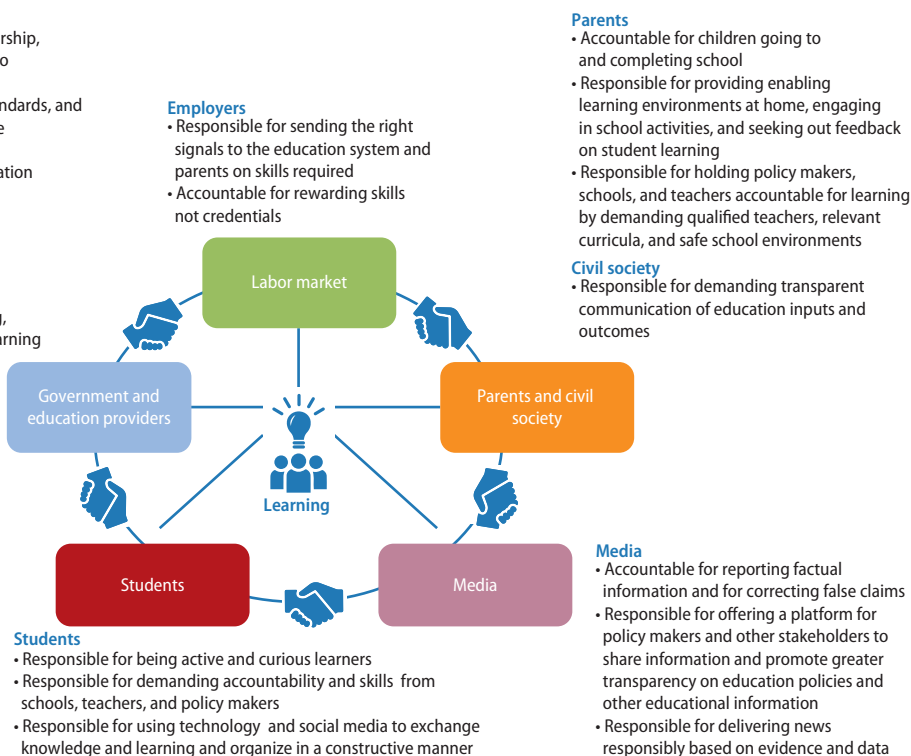 rship,
o
ndards, and
e
ation
g,
arning
Employers
• Responsible for sending the right
signals to the education system and
parents on skills required
• Accountable for rewarding skills
not credentials
Parents
• Accountable for children going to
and completing school
• Responsible for providing enabling
learning environments at home, engaging
in school activities, and seeking out feedback
on student learning
• Responsible for holding policy makers,
schools, and teachers accountable for learning
by demanding qualified teachers, relevant
curricula, and safe school environments
Civil society
• Responsible for demanding transparent
communication of education inputs and
outcomes
Labor market
Government and
education providers
Parents and civil
society
Learning
Students
Media
Students
• Responsible for being active and curious learners
• Responsible for demanding accountability and skills from
schools, teachers, and policy makers
• Responsible for using technology and social media to exchange
knowledge and learning and organize in a constructive manner
Media
• Accountable for reporting factual
information and for correcting false claims
• Responsible for offering a platform for
policy makers and other stakeholders to
share information and promote greater
transparency on education policies and
other educational information
• Responsible for delivering news
responsibly based on evidence and data